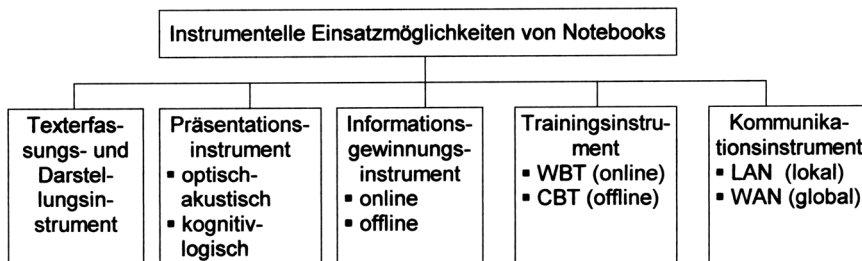 Instrumentelle Einsatzmöglichkeiten von Notebooks
Texterfas-
sungs- und
Darstel-
lungsin-
strument
Präsentations-
instrument
▪ optisch-
akustisch
▪ kognitiv-
logisch
Informations-
gewinnungs-
instrument
▪ online
▪ offline
Trainingsinstru-
ment
▪ WBT (online)
▪ CBT (offline)
Kommunika-
tionsinstrument
▪ LAN (lokal)
▪ WAN (global)